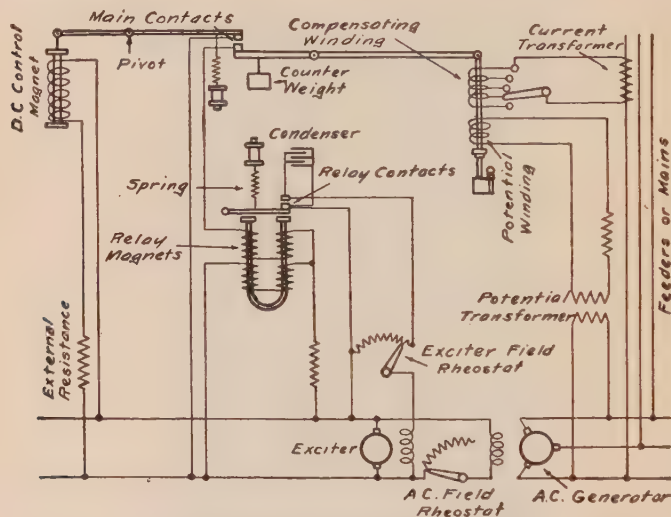 Main Contacts
Compensating
Winding
Current
Transformer
D.C. Control
Magnet
Pivot
Counter
Weight
Condenser
Spring
Relay Contacts
Potential
Winding
Relay
Magnets
Feeders or Mains
Potential
Transformer
External
Resistance
Exciter Field
Rheostat
Exciter
A.C. Field
Rheostat
A.C. Generator